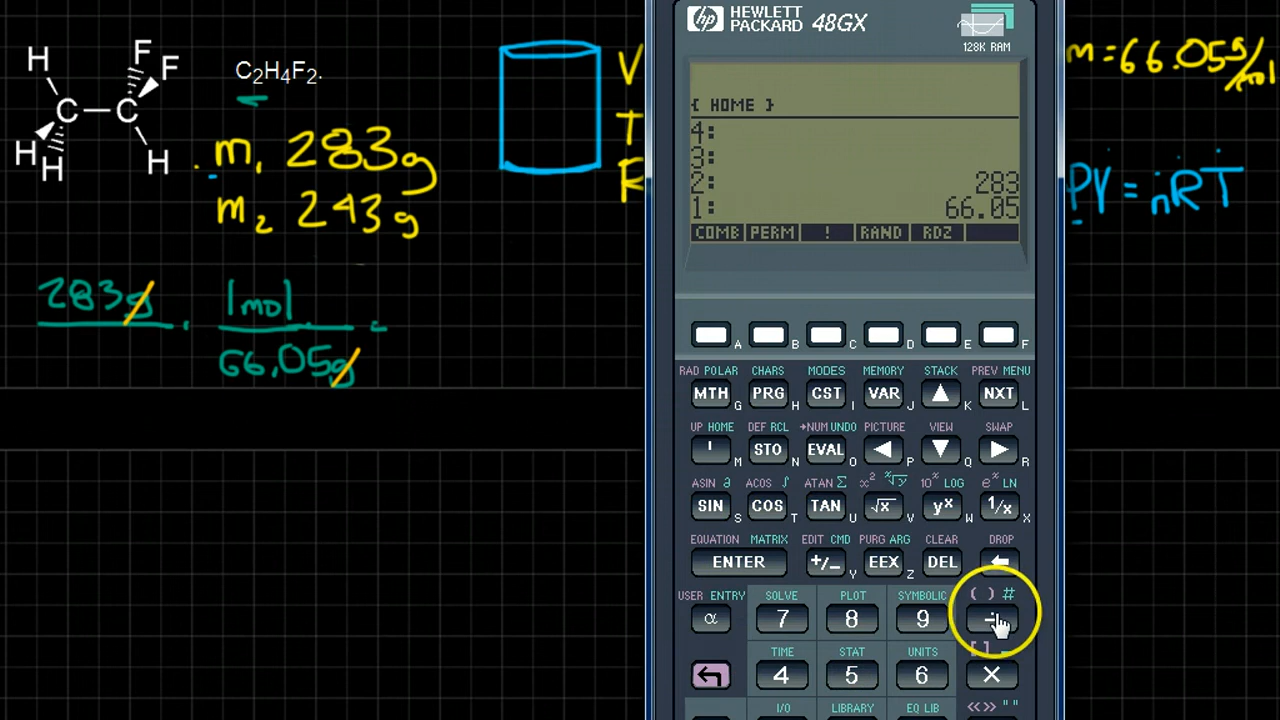 H F F
C₂H₄F₂.
C C
H H H
m₁ 283g
m₂ 243g
283g · 1mol =
66.05g
V
T
R
m = 66.05g/mol
PV = nRT
hp HEWLETT PACKARD 48GX
128K RAM
{ HOME }
4:
3:
2: 283
1: 66.05
COMB PERM ! RAND RDZ
A B C D E F
RAD POLAR CHARS MODES MEMORY STACK PREV MENU
MTH G PRG H CST I VAR J ▲ K NXT L
UP HOME DEF RCL →NUM UNDO PICTURE VIEW SWAP
' M STO N EVAL O ◀ P ▼ Q ▶ R
ASIN ∂ ACOS ∫ ATAN Σ x² ˣ√y 10ˣ LOG eˣ LN
SIN S COS T TAN U √x V yˣ W 1/x X
EQUATION MATRIX EDIT CMD PURG ARG CLEAR DROP
ENTER +/− Y EEX Z DEL ←
USER ENTRY SOLVE PLOT SYMBOLIC ( ) #
α 7 8 9 ÷
TIME STAT UNITS [ ] _
4 5 6 ×
I/O LIBRARY EQ LIB «» " "